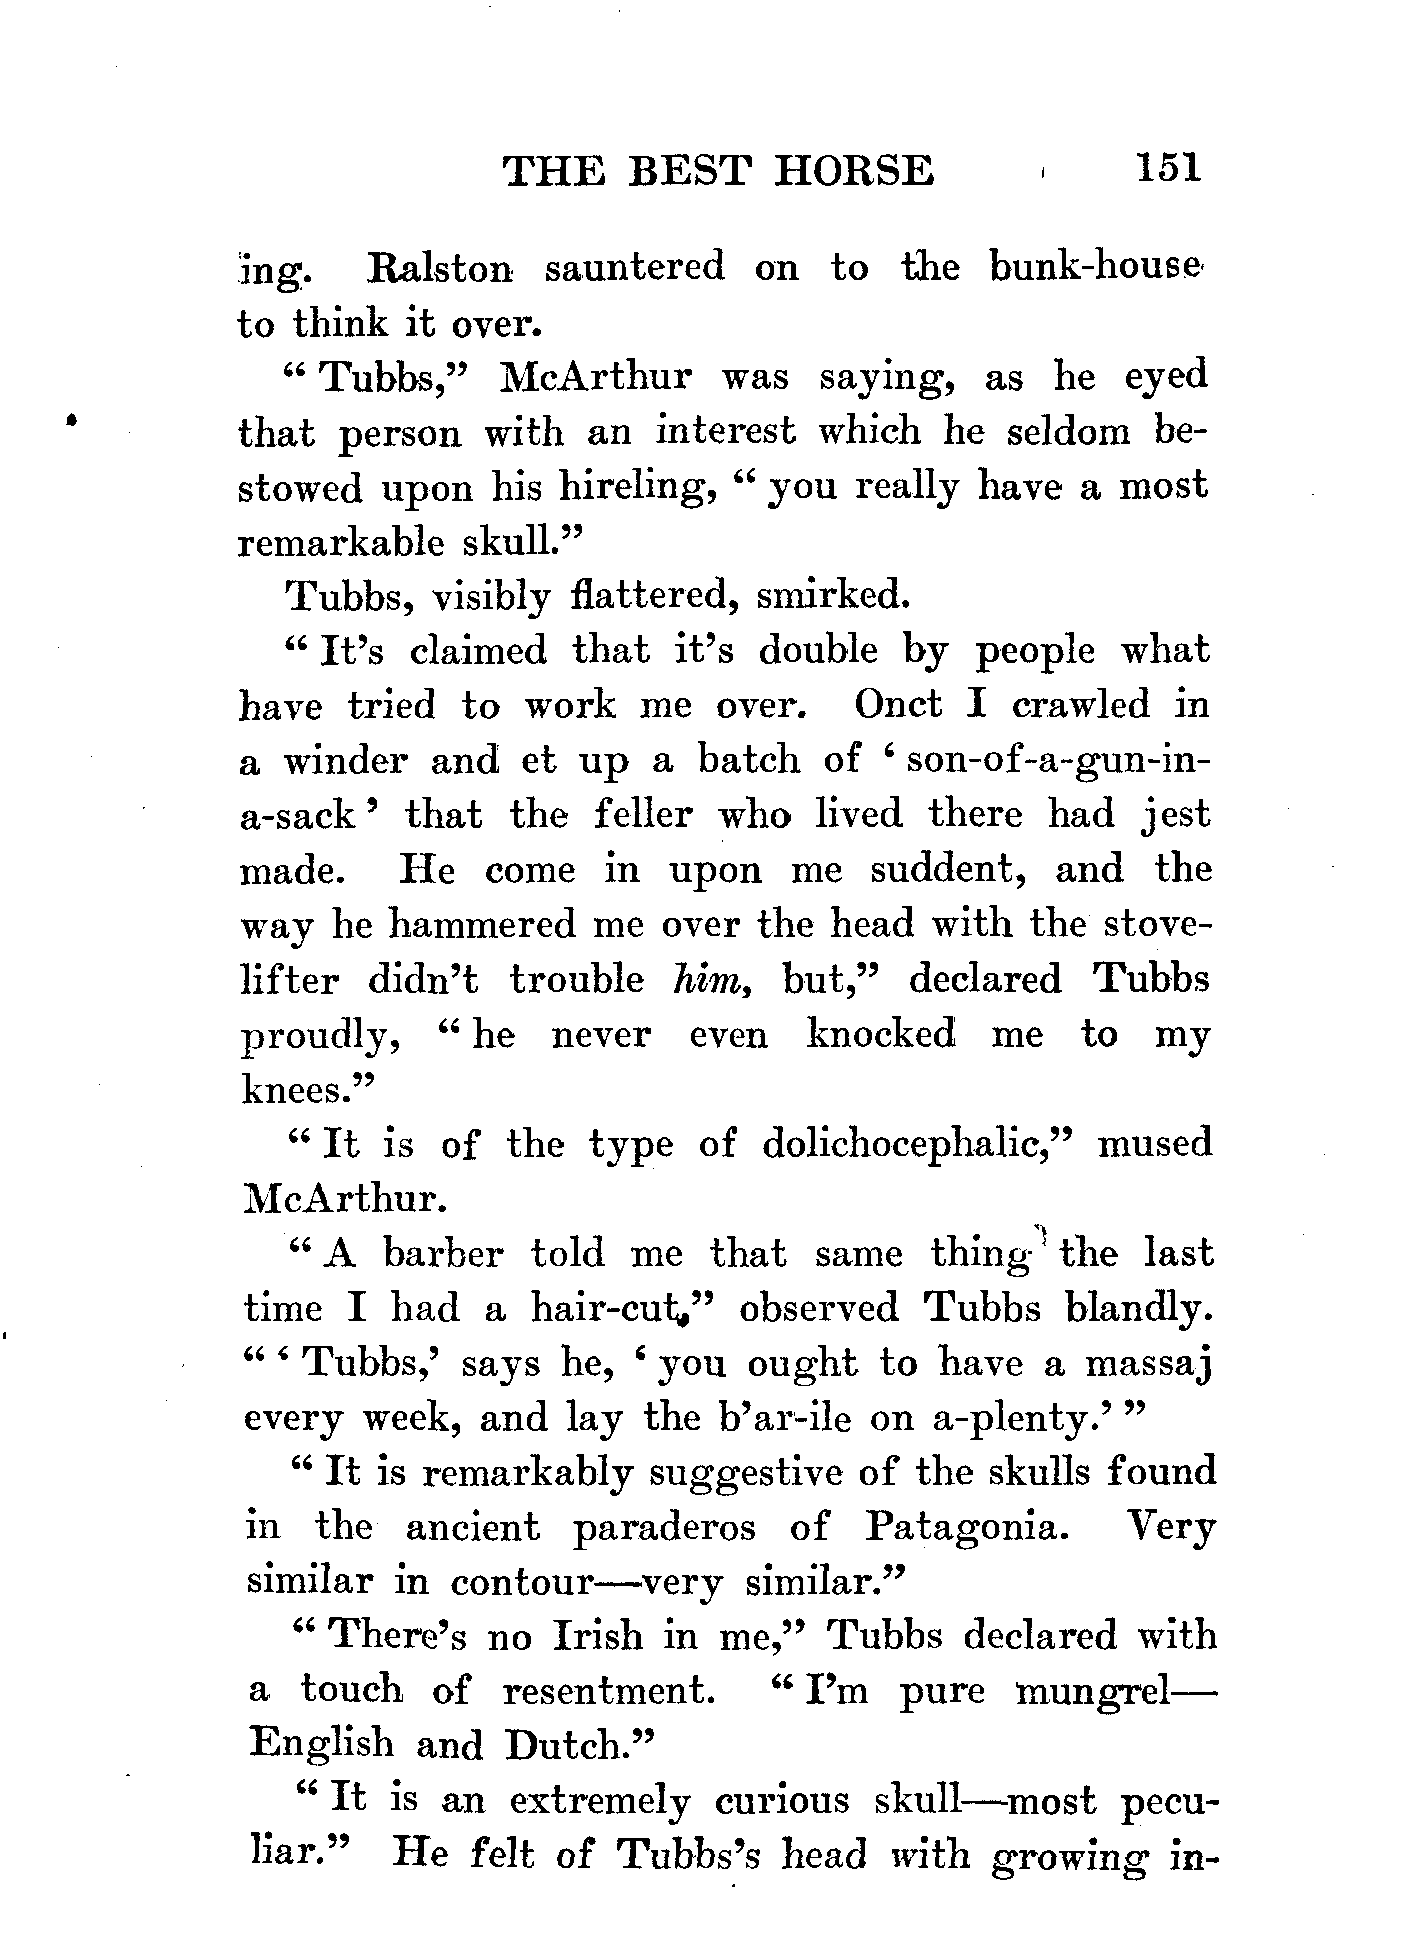 THE BEST HORSE 151
ing. Ralston sauntered on to the bunk-house
to think it over.
“ Tubbs,” McArthur was saying, as he eyed
that person with an interest which he seldom be-
stowed upon his hireling, “ you really have a most
remarkable skull.”
Tubbs, visibly flattered, smirked.
“ It’s claimed that it’s double by people what
have tried to work me over. Onct I crawled in
a winder and et up a batch of ‘ son-of-a-gun-in-
a-sack ’ that the feller who lived there had jest
made. He come in upon me suddent, and the
way he hammered me over the head with the stove-
lifter didn’t trouble him, but,” declared Tubbs
proudly, “ he never even knocked me to my
knees.”
“ It is of the type of dolichocephalic,” mused
McArthur.
“ A barber told me that same thing the last
time I had a hair-cut,” observed Tubbs blandly.
“ ‘ Tubbs,’ says he, ‘ you ought to have a massaj
every week, and lay the b’ar-ile on a-plenty.’ ”
“ It is remarkably suggestive of the skulls found
in the ancient paraderos of Patagonia. Very
similar in contour—very similar.”
“ There’s no Irish in me,” Tubbs declared with
a touch of resentment. “ I’m pure mungrel—
English and Dutch.”
“ It is an extremely curious skull—most pecu-
liar.” He felt of Tubbs’s head with growing in-